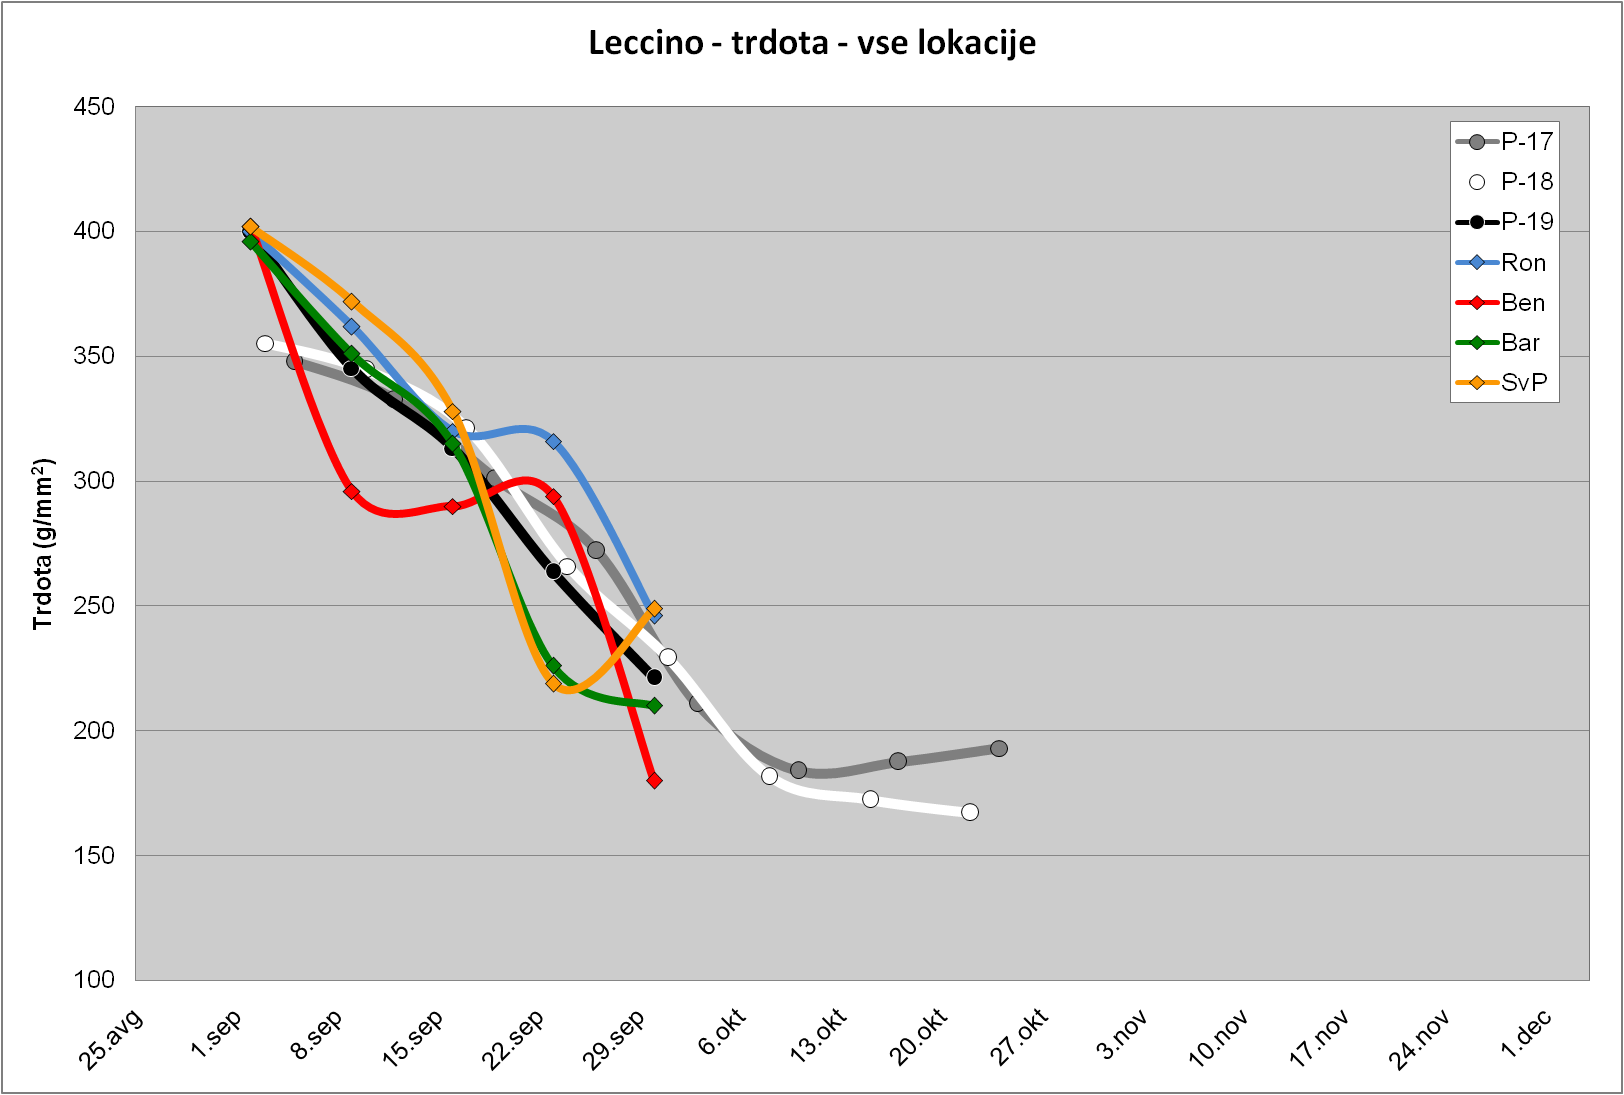 Leccino - trdota - vse lokacije
Trdota (g/mm²)
450
400
350
300
250
200
150
100
25.avg
1.sep
8.sep
15.sep
22.sep
29.sep
6.okt
13.okt
20.okt
27.okt
3.nov
10.nov
17.nov
24.nov
1.dec
P-17
P-18
P-19
Ron
Ben
Bar
SvP